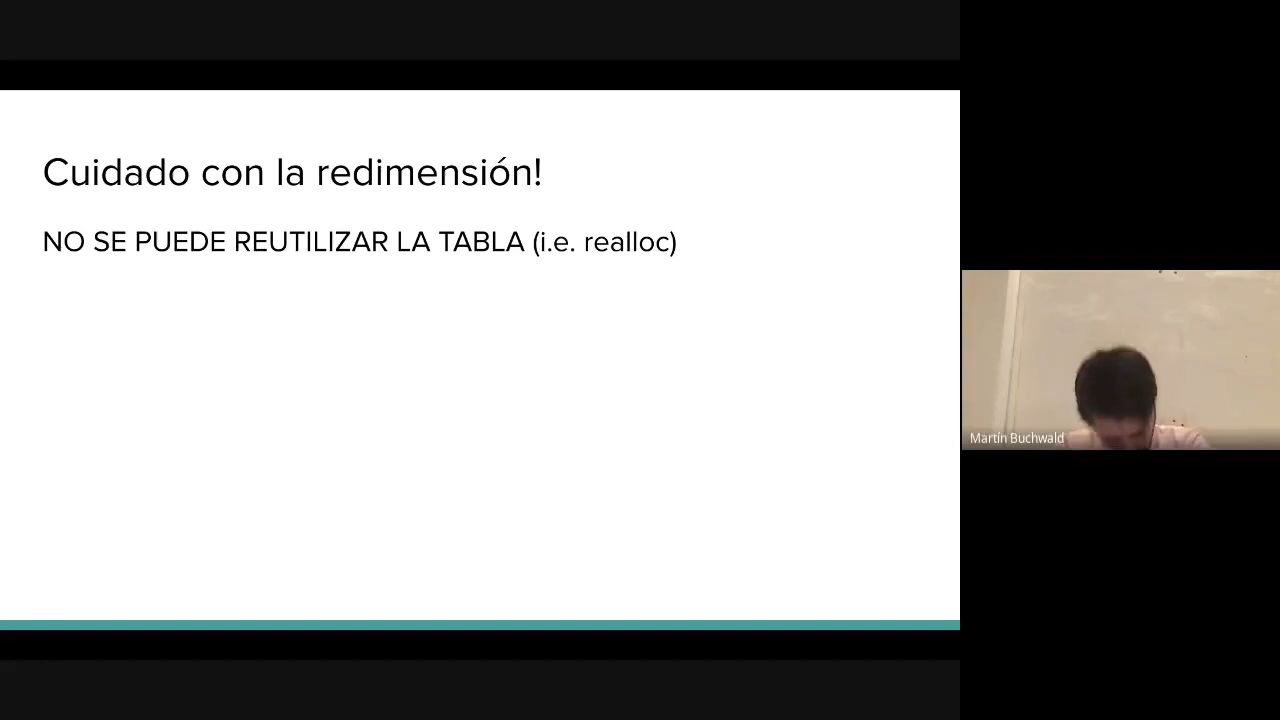 Cuidado con la redimensión!
NO SE PUEDE REUTILIZAR LA TABLA (i.e. realloc)
Martín Buchwald